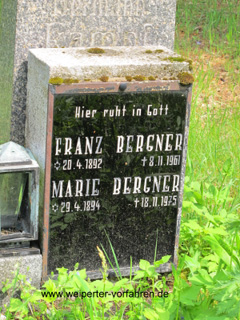 Hier ruht in Gott
FRANZ BERGNER
*20.4.1892 +8.11.1961
MARIE BERGNER
*29.4.1894 +18.11.1975
www.weiperter-vorfahren.de